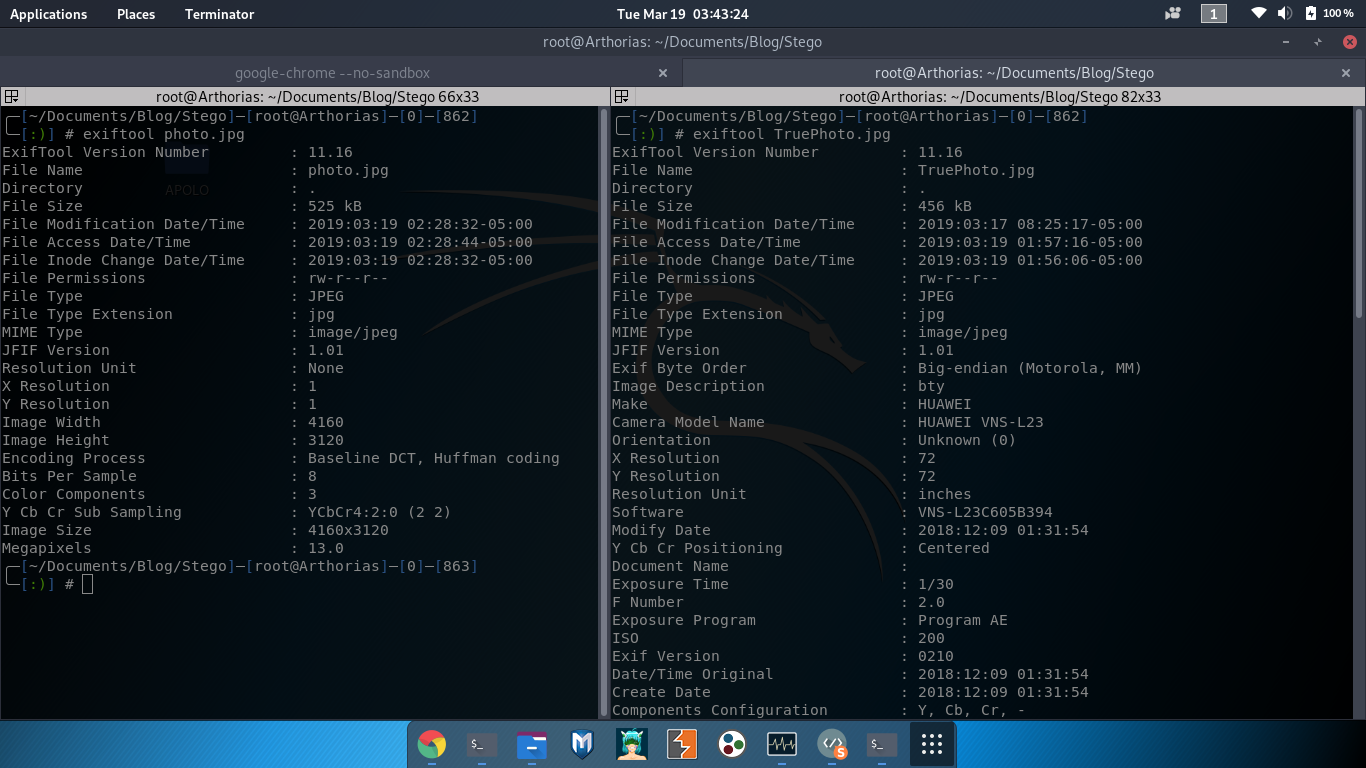 Applications Places Terminator Tue Mar 19 03:43:24 1 100 %
root@Arthorias: ~/Documents/Blog/Stego
google-chrome --no-sandbox × root@Arthorias: ~/Documents/Blog/Stego ×
root@Arthorias: ~/Documents/Blog/Stego 66x33
[~/Documents/Blog/Stego]─[root@Arthorias]─[0]─[862]
[:)] # exiftool photo.jpg
ExifTool Version Number : 11.16
File Name : photo.jpg
Directory : .
File Size : 525 kB
File Modification Date/Time : 2019:03:19 02:28:32-05:00
File Access Date/Time : 2019:03:19 02:28:44-05:00
File Inode Change Date/Time : 2019:03:19 02:28:32-05:00
File Permissions : rw-r--r--
File Type : JPEG
File Type Extension : jpg
MIME Type : image/jpeg
JFIF Version : 1.01
Resolution Unit : None
X Resolution : 1
Y Resolution : 1
Image Width : 4160
Image Height : 3120
Encoding Process : Baseline DCT, Huffman coding
Bits Per Sample : 8
Color Components : 3
Y Cb Cr Sub Sampling : YCbCr4:2:0 (2 2)
Image Size : 4160x3120
Megapixels : 13.0
[~/Documents/Blog/Stego]─[root@Arthorias]─[0]─[863]
[:)] #
APOLO
root@Arthorias: ~/Documents/Blog/Stego 82x33
[~/Documents/Blog/Stego]─[root@Arthorias]─[0]─[862]
[:)] # exiftool TruePhoto.jpg
ExifTool Version Number : 11.16
File Name : TruePhoto.jpg
Directory : .
File Size : 456 kB
File Modification Date/Time : 2019:03:17 08:25:17-05:00
File Access Date/Time : 2019:03:19 01:57:16-05:00
File Inode Change Date/Time : 2019:03:19 01:56:06-05:00
File Permissions : rw-r--r--
File Type : JPEG
File Type Extension : jpg
MIME Type : image/jpeg
JFIF Version : 1.01
Exif Byte Order : Big-endian (Motorola, MM)
Image Description : bty
Make : HUAWEI
Camera Model Name : HUAWEI VNS-L23
Orientation : Unknown (0)
X Resolution : 72
Y Resolution : 72
Resolution Unit : inches
Software : VNS-L23C605B394
Modify Date : 2018:12:09 01:31:54
Y Cb Cr Positioning : Centered
Document Name :
Exposure Time : 1/30
F Number : 2.0
Exposure Program : Program AE
ISO : 200
Exif Version : 0210
Date/Time Original : 2018:12:09 01:31:54
Create Date : 2018:12:09 01:31:54
Components Configuration : Y, Cb, Cr, -